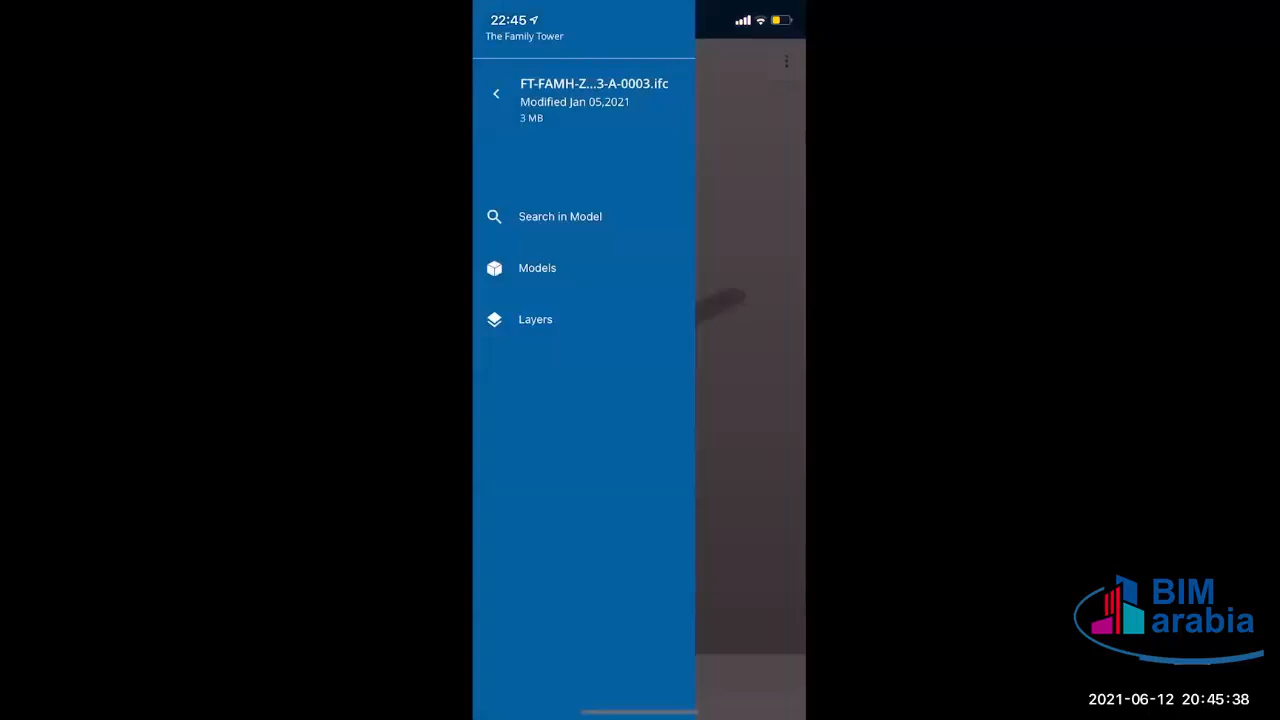 22:45
The Family Tower
FT-FAMH-Z...3-A-0003.ifc
Modified Jan 05,2021
3 MB
Search in Model
Models
Layers
BIM
arabia
2021-06-12 20:45:38